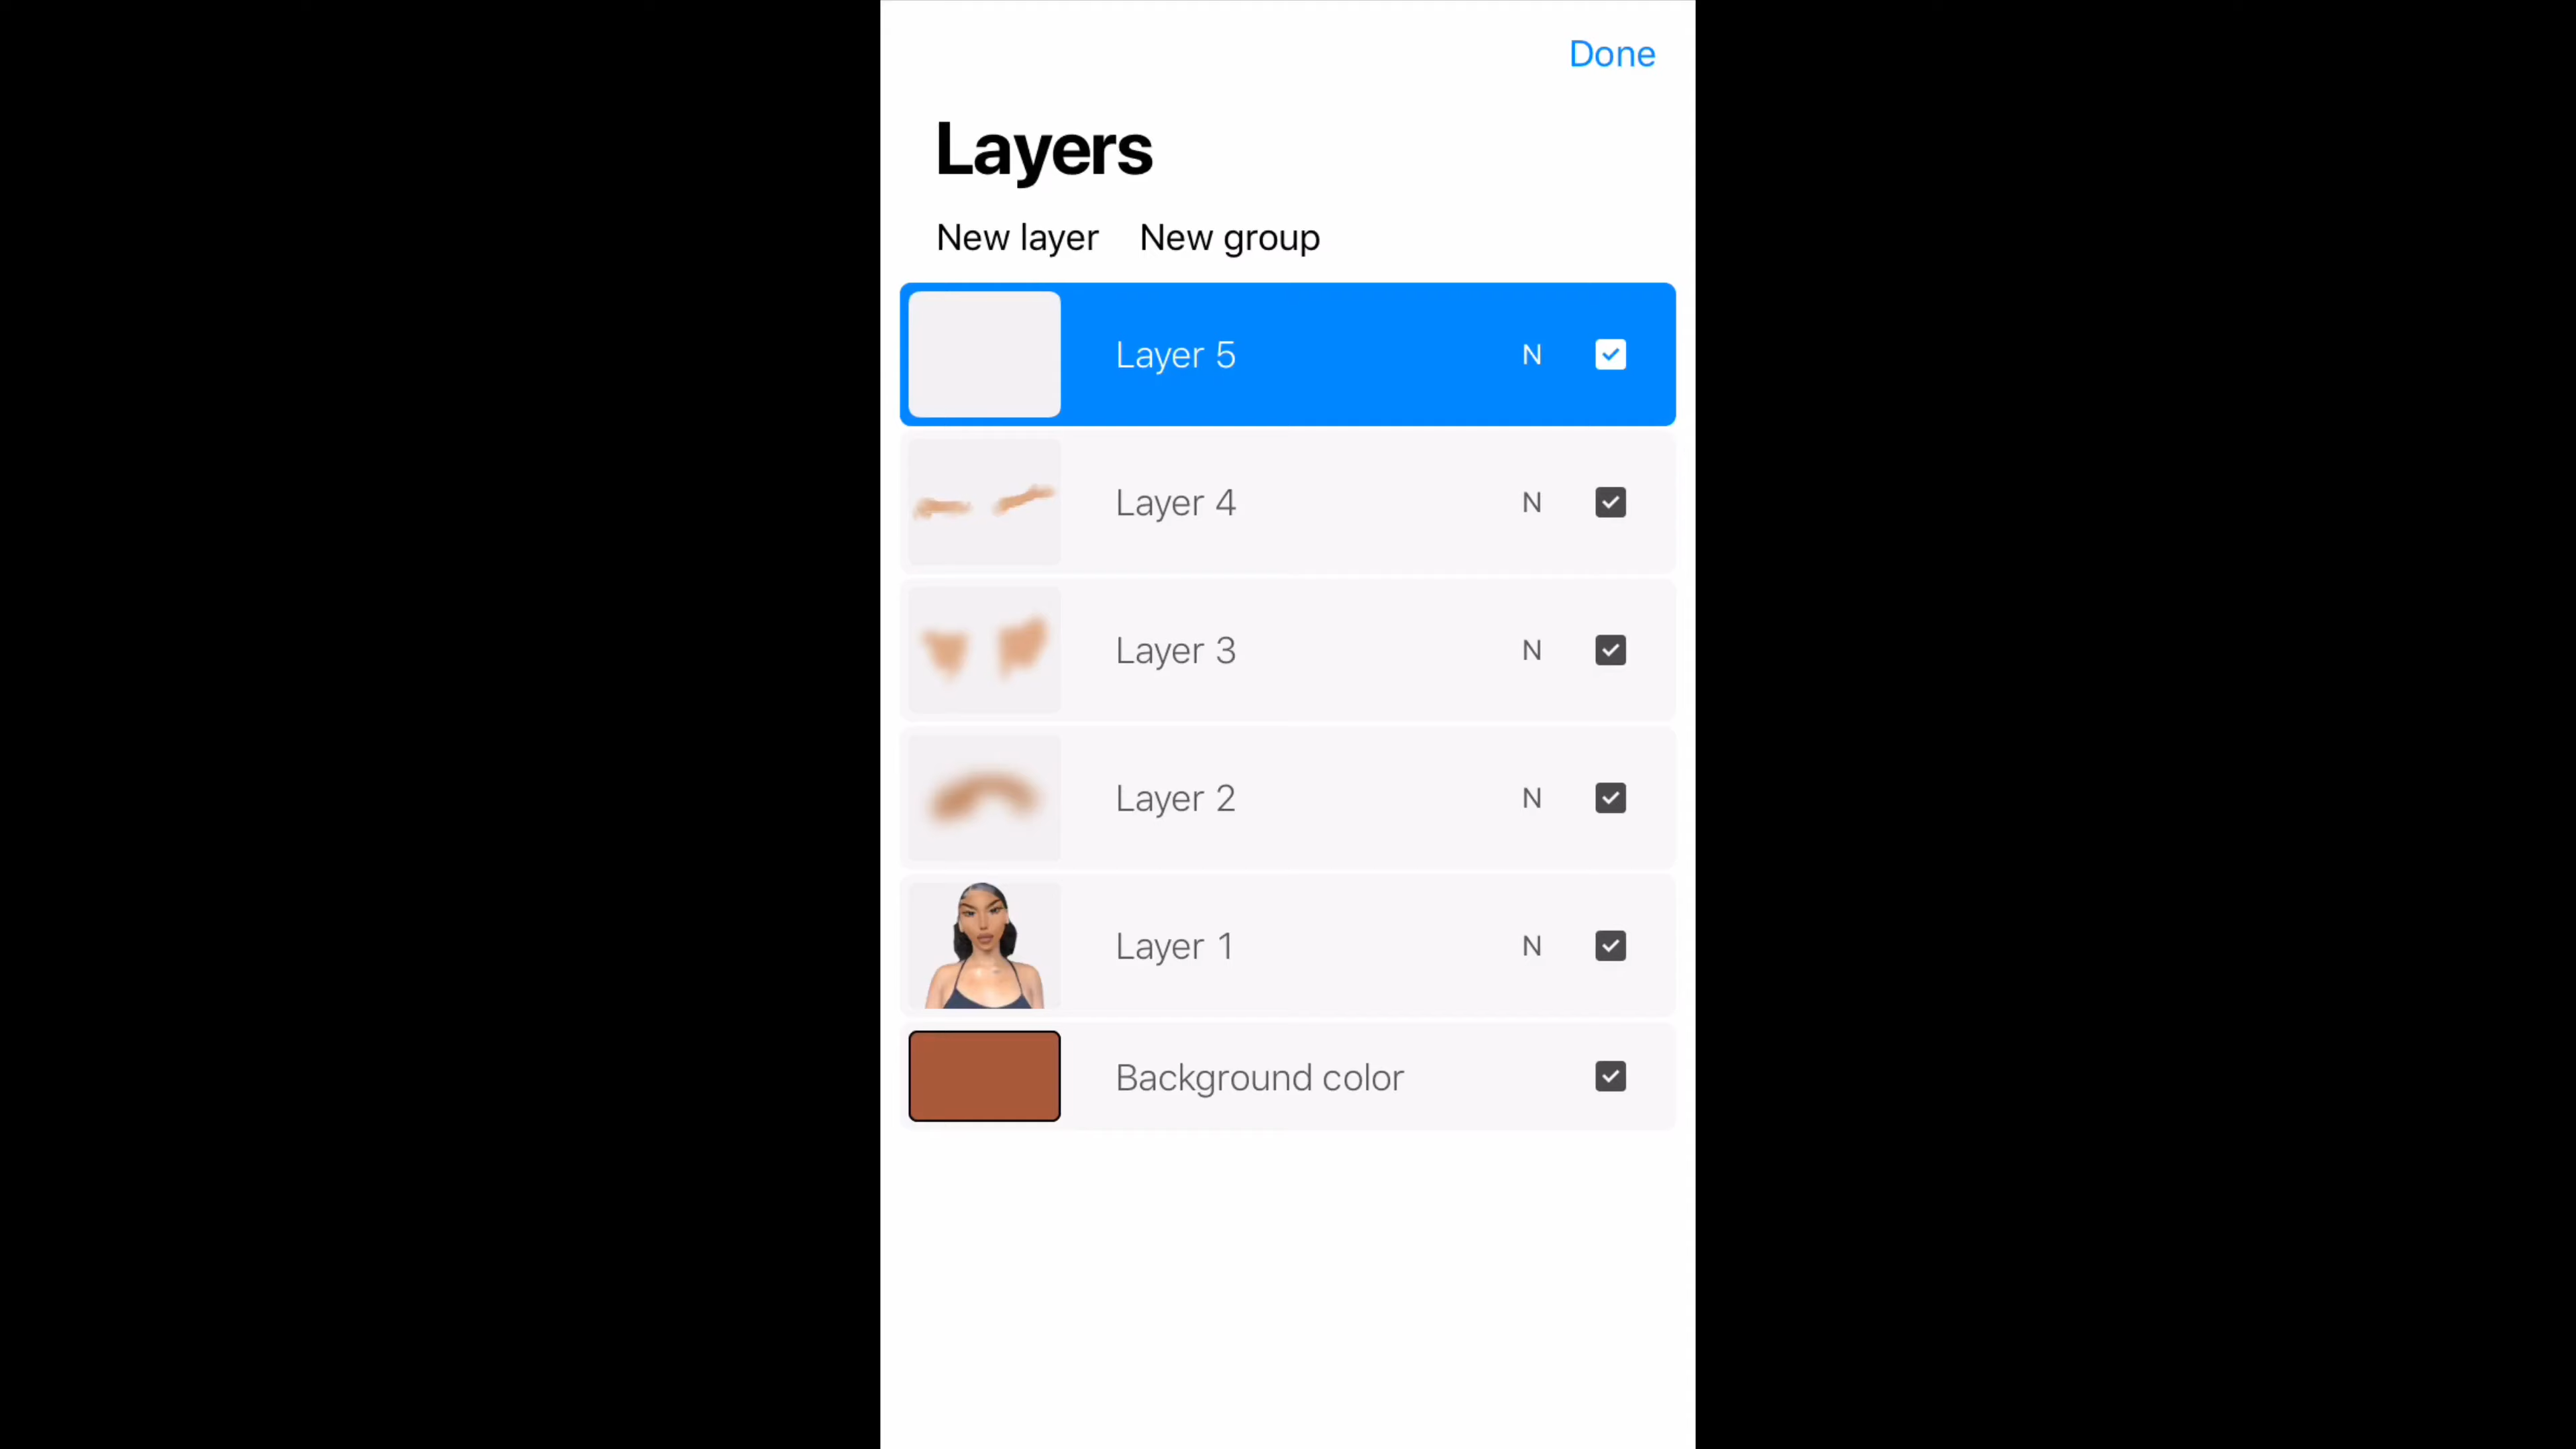 Done
Layers
New layer New group
Layer 5 N
Layer 4 N
Layer 3 N
Layer 2 N
Layer 1 N
Background color